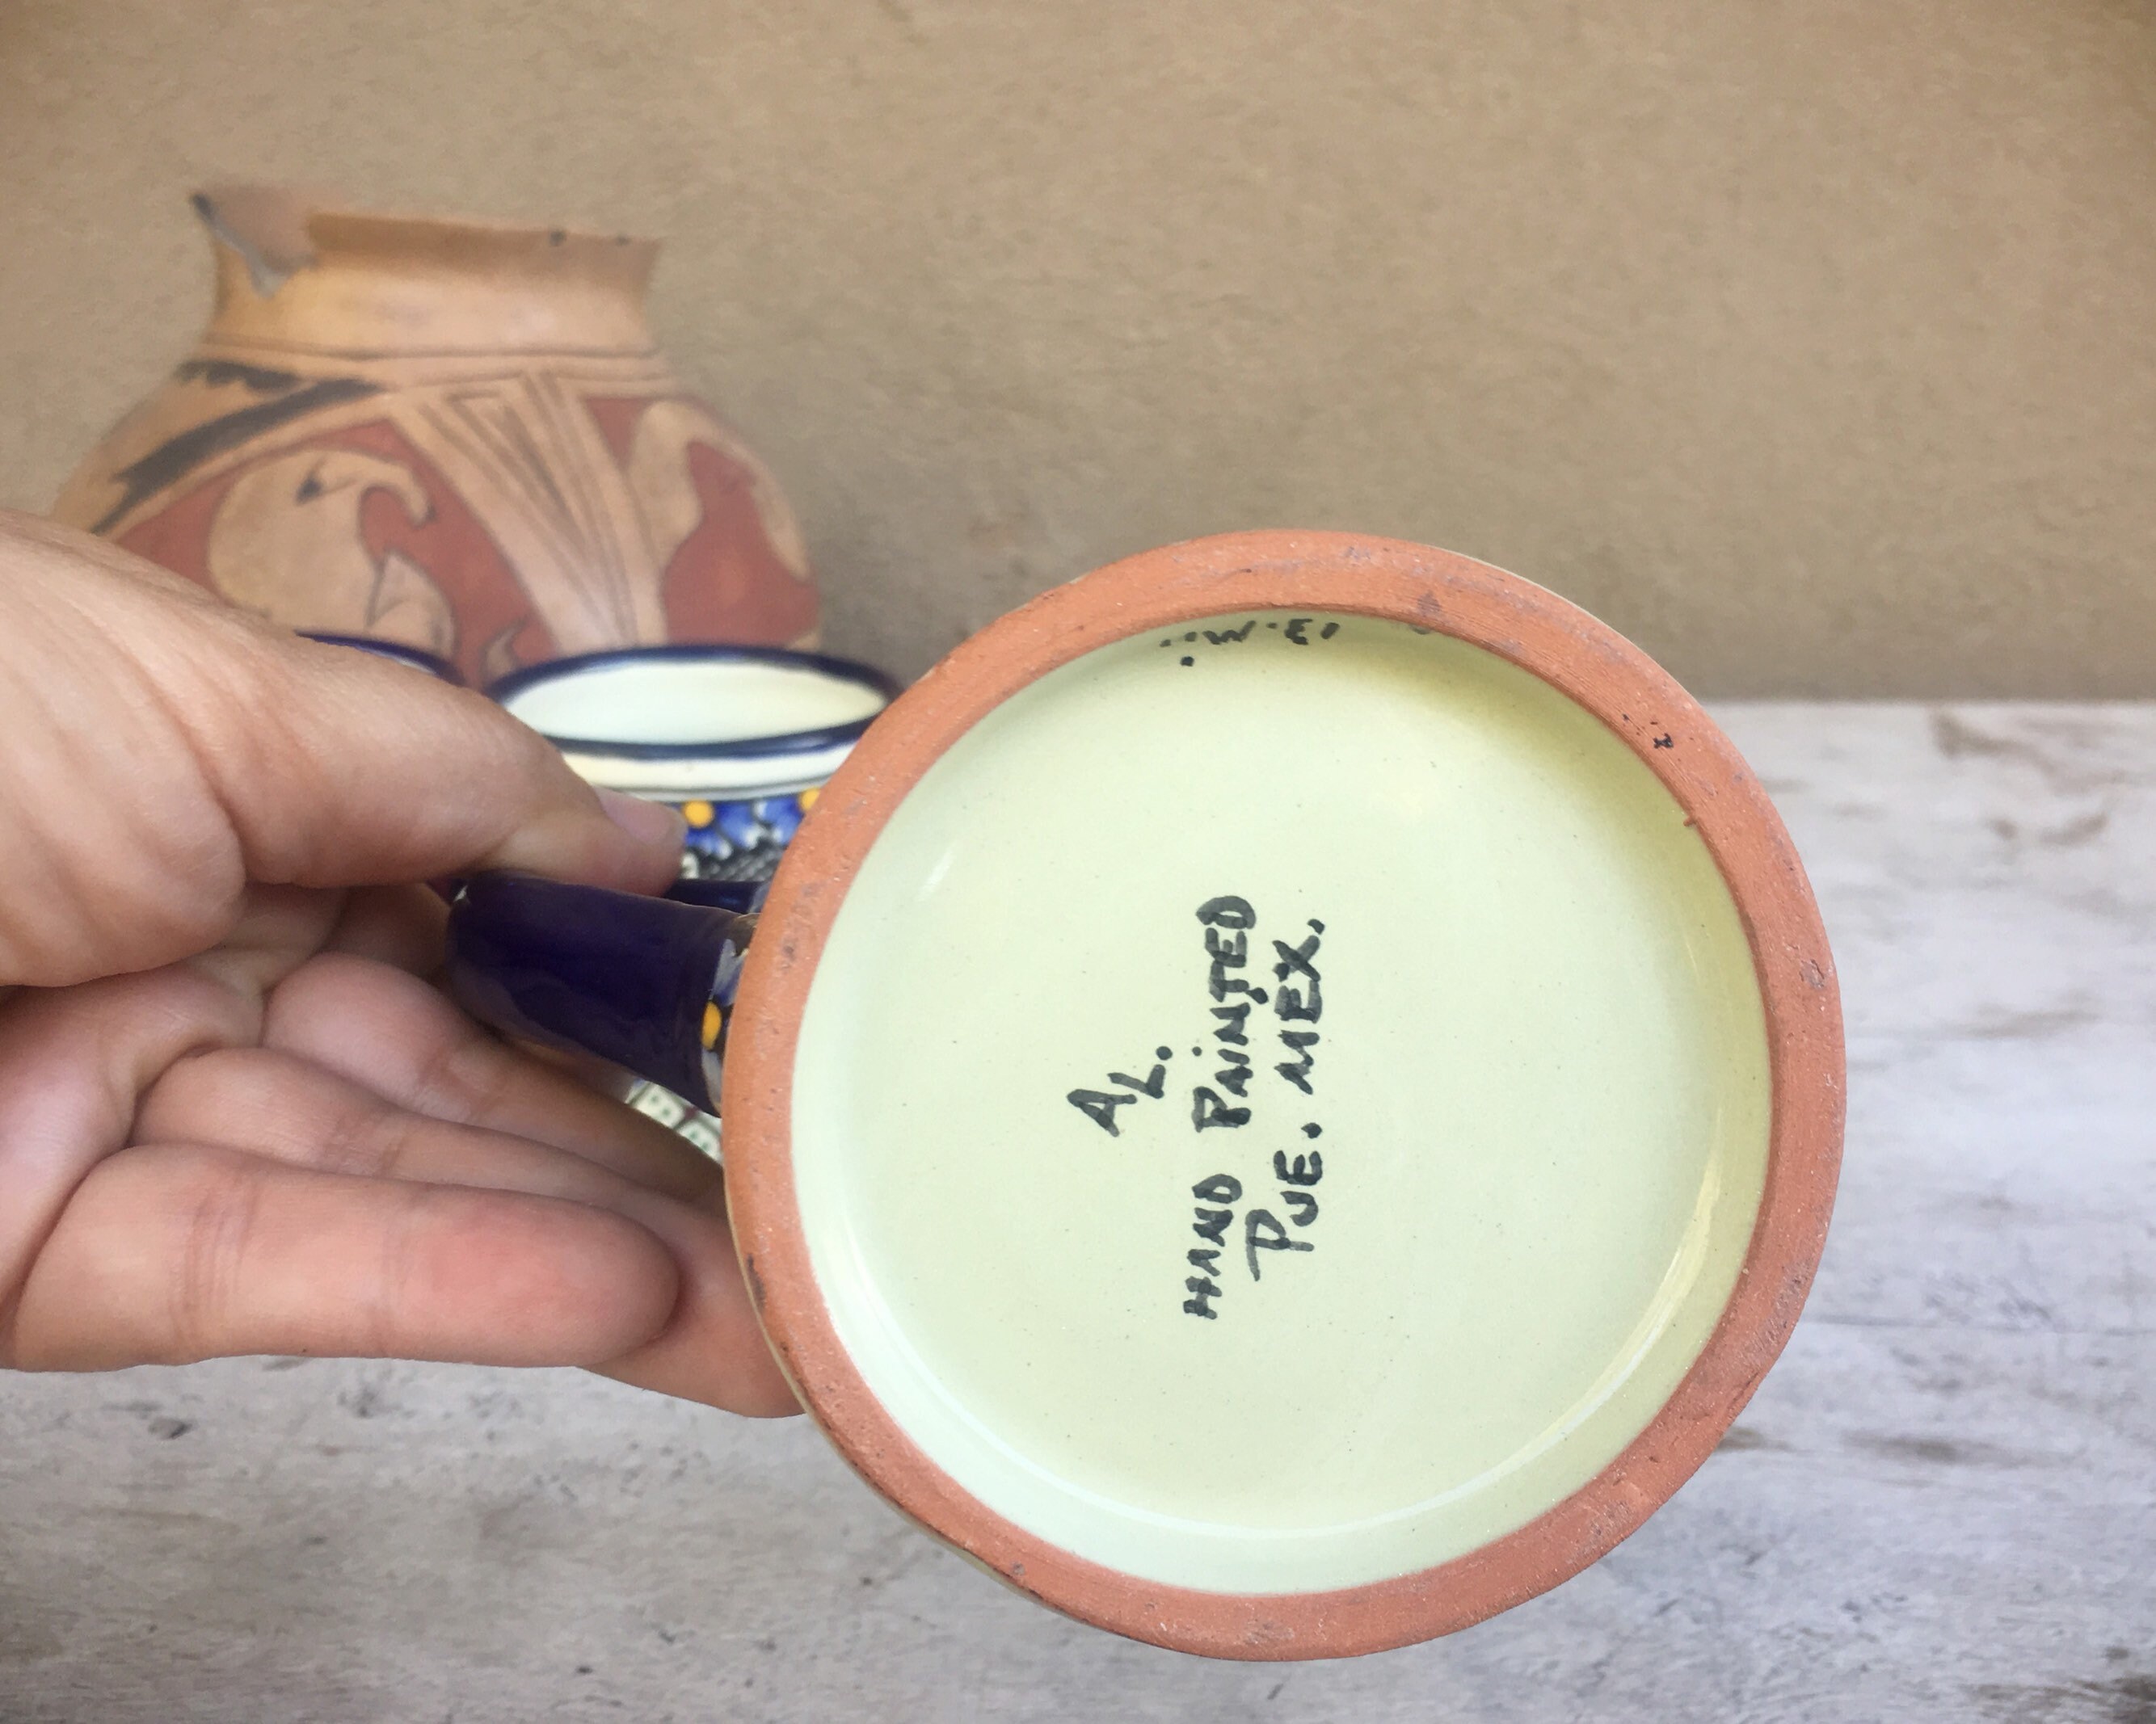 AL.
HAND PAINTED
PUE. MEX.